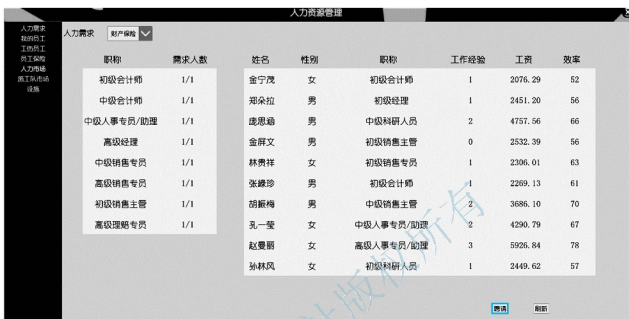 人力资源管理
人力需求
我的员工
工伤员工
员工保险
人力市场
施工队市场
设施
人力需求 财产保险
职称 需求人数
初级会计师 1/1
中级会计师 1/1
中级人事专员/助理 1/1
高级经理 1/1
中级销售专员 1/1
高级销售专员 1/1
初级销售主管 1/1
高级理赔专员 1/1
姓名 性别 职称 工作经验 工资 效率
金宁茂 女 初级会计师 1 2076.29 52
郑朵拉 男 初级经理 1 2451.20 56
庞思涵 男 中级科研人员 2 4757.56 66
金屏文 男 初级销售主管 0 2532.39 56
林贵祥 女 初级销售专员 1 2306.01 63
张嵘珍 男 初级会计师 1 2269.13 61
胡振梅 男 中级销售主管 2 3686.10 70
孔一莹 女 中级人事专员/助理 2 4290.79 67
赵曼丽 女 高级人事专员/助理 3 5926.84 78
孙林风 女 初级科研人员 1 2449.62 57
聘请 刷新
版权所有